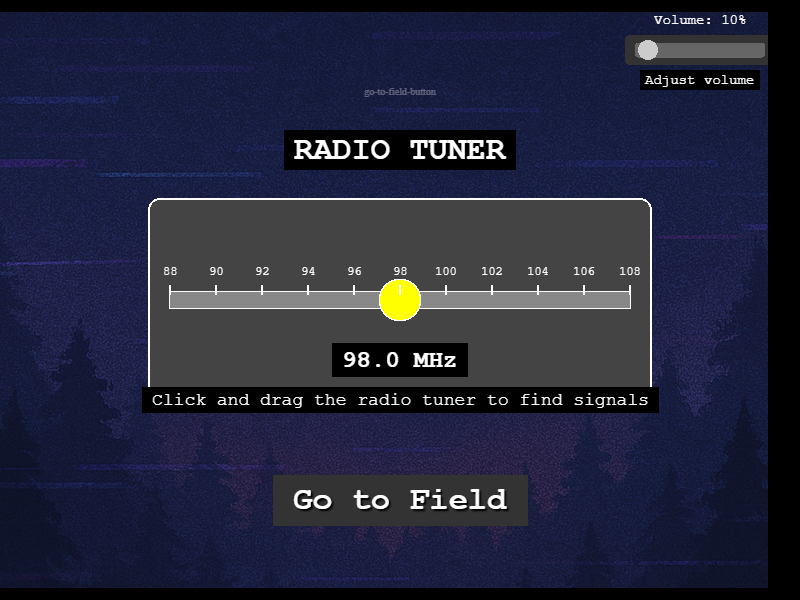 Volume: 10%
Adjust volume
go-to-field-button
RADIO TUNER
88 90 92 94 96 98 100 102 104 106 108
98.0 MHz
Click and drag the radio tuner to find signals
Go to Field